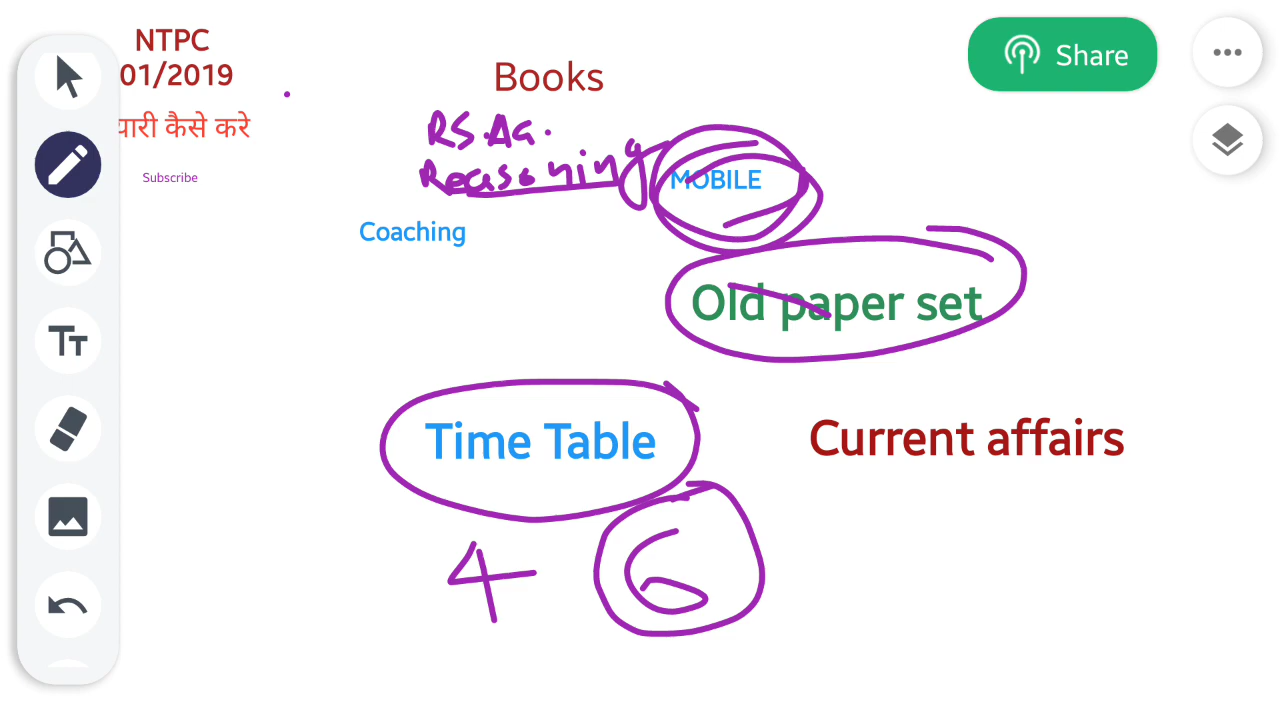 NTPC
01/2019
यारी कैसे करे
Subscribe
Books
RS.AG.
Reasoning
MOBILE
Coaching
Old paper set
Time Table
Current affairs
4 6
Share
TT